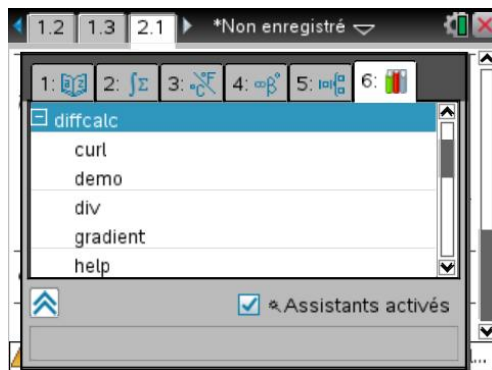 1.2 1.3 2.1 *Non enregistré
1: 2: ∫Σ 3: °C°F 4: ∞β° 5: 6:
diffcalc
curl
demo
div
gradient
help
Assistants activés